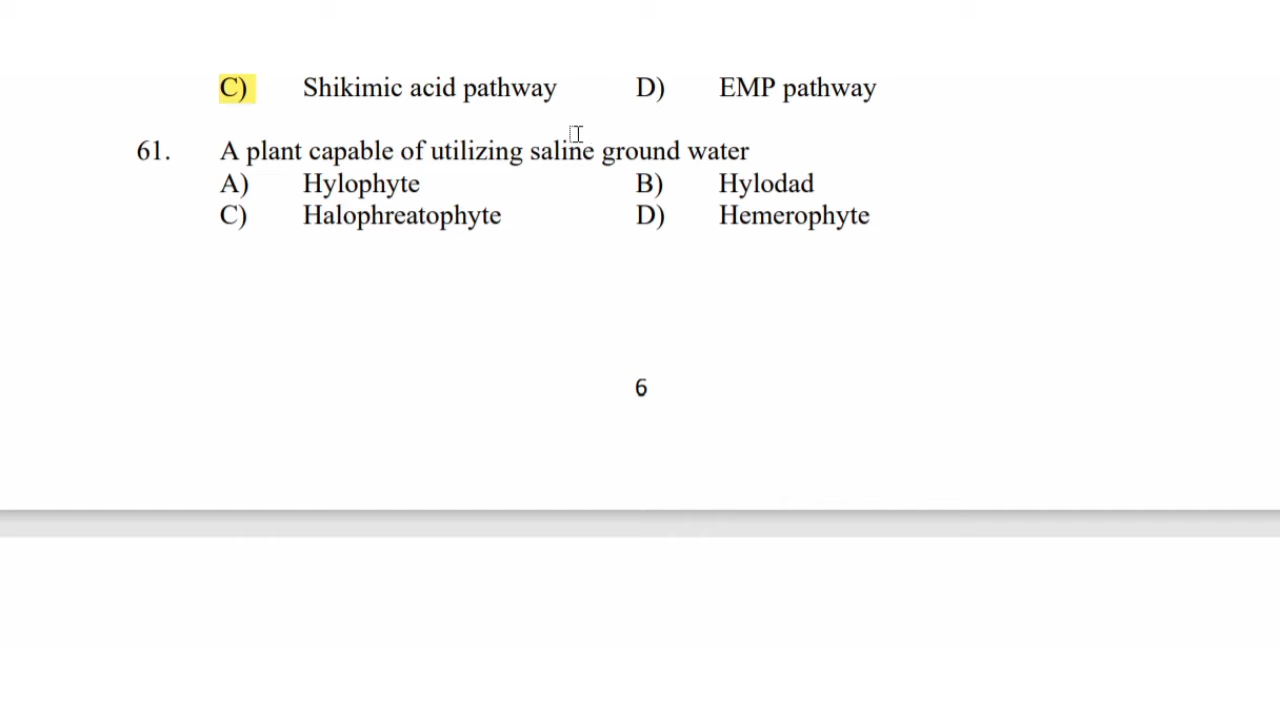 C) Shikimic acid pathway D) EMP pathway
61. A plant capable of utilizing saline ground water
A) Hylophyte B) Hylodad
C) Halophreatophyte D) Hemerophyte
6